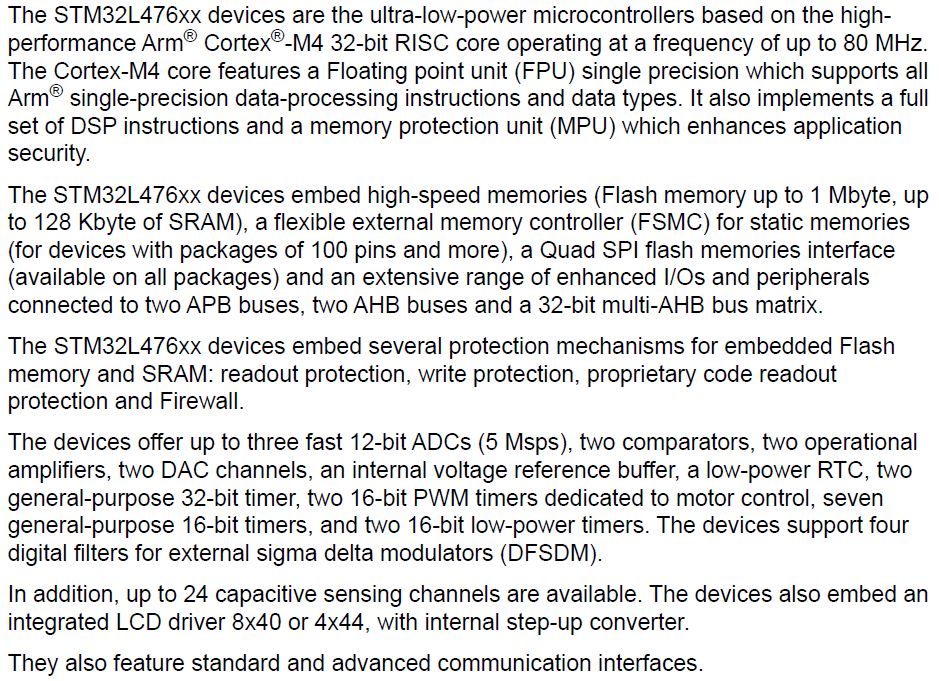 The STM32L476xx devices are the ultra-low-power microcontrollers based on the high-
performance Arm® Cortex®-M4 32-bit RISC core operating at a frequency of up to 80 MHz.
The Cortex-M4 core features a Floating point unit (FPU) single precision which supports all
Arm® single-precision data-processing instructions and data types. It also implements a full
set of DSP instructions and a memory protection unit (MPU) which enhances application
security.
The STM32L476xx devices embed high-speed memories (Flash memory up to 1 Mbyte, up
to 128 Kbyte of SRAM), a flexible external memory controller (FSMC) for static memories
(for devices with packages of 100 pins and more), a Quad SPI flash memories interface
(available on all packages) and an extensive range of enhanced I/Os and peripherals
connected to two APB buses, two AHB buses and a 32-bit multi-AHB bus matrix.
The STM32L476xx devices embed several protection mechanisms for embedded Flash
memory and SRAM: readout protection, write protection, proprietary code readout
protection and Firewall.
The devices offer up to three fast 12-bit ADCs (5 Msps), two comparators, two operational
amplifiers, two DAC channels, an internal voltage reference buffer, a low-power RTC, two
general-purpose 32-bit timer, two 16-bit PWM timers dedicated to motor control, seven
general-purpose 16-bit timers, and two 16-bit low-power timers. The devices support four
digital filters for external sigma delta modulators (DFSDM).
In addition, up to 24 capacitive sensing channels are available. The devices also embed an
integrated LCD driver 8x40 or 4x44, with internal step-up converter.
They also feature standard and advanced communication interfaces.